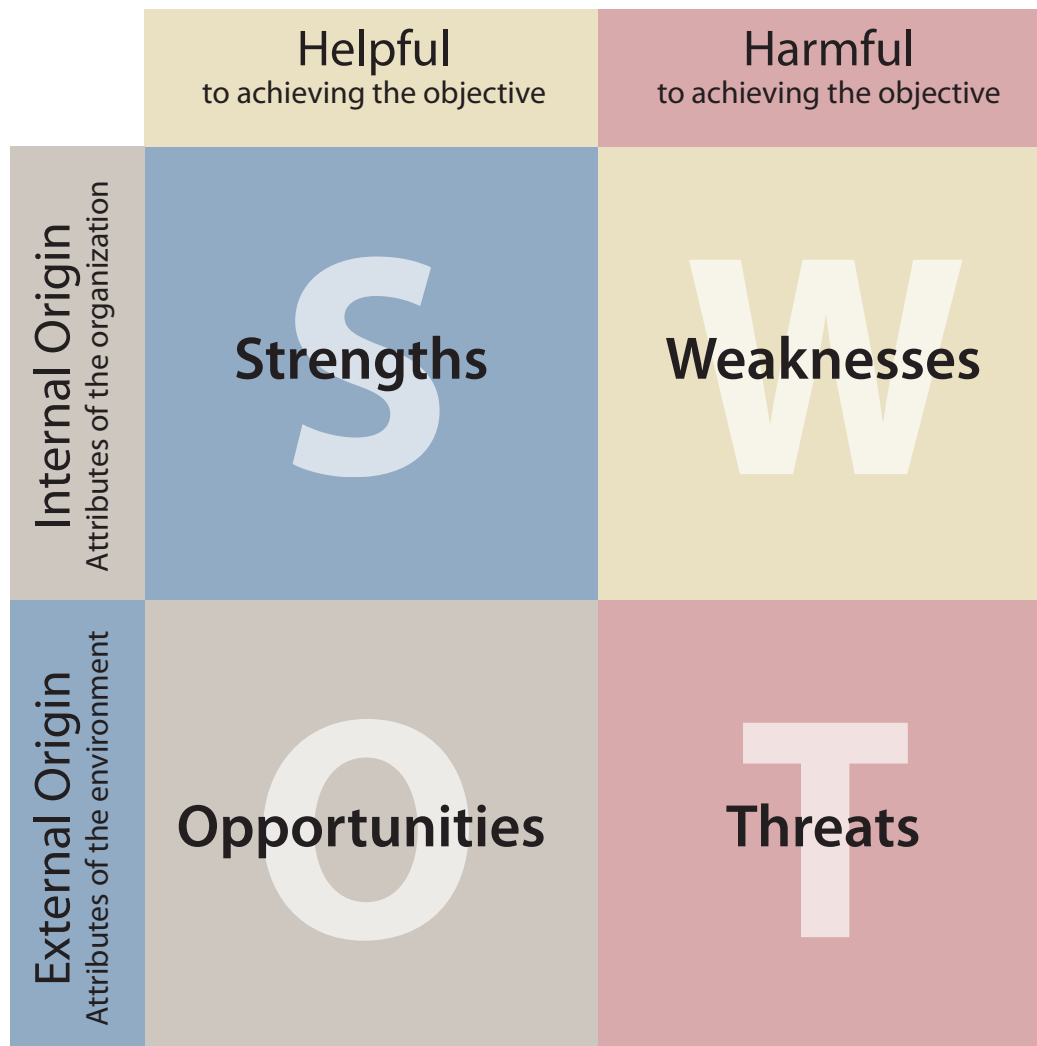 Helpful
to achieving the objective
Harmful
to achieving the objective
Internal Origin
Attributes of the organization
S
Strengths
W
Weaknesses
External Origin
Attributes of the environment
O
Opportunities
T
Threats